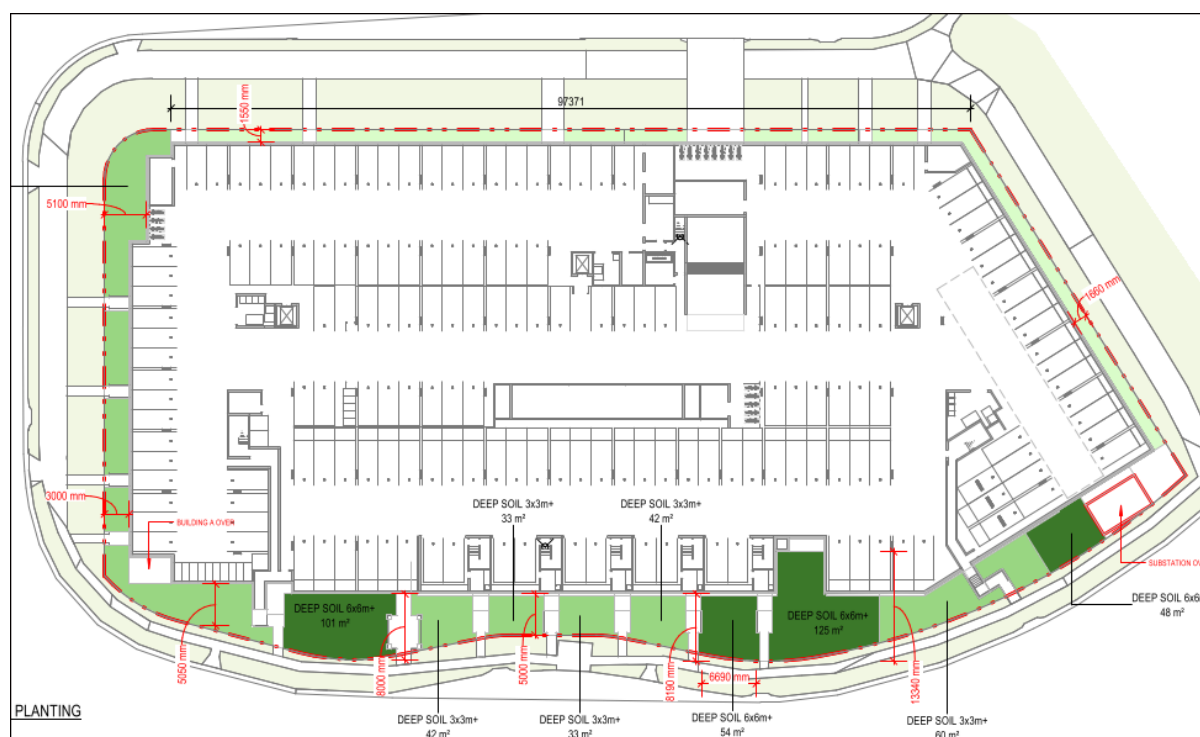 97371
1550 mm
5100 mm
1660 mm
3000 mm
BUILDING A OVER
DEEP SOIL 3x3m+
33 m²
DEEP SOIL 3x3m+
42 m²
SUBSTATION OV
DEEP SOIL 6x6
48 m²
DEEP SOIL 6x6m+
101 m²
DEEP SOIL 6x6m+
125 m²
5050 mm
8000 mm
5000 mm
8190 mm
6690 mm
13340 mm
PLANTING
DEEP SOIL 3x3m+
42 m²
DEEP SOIL 3x3m+
33 m²
DEEP SOIL 6x6m+
54 m²
DEEP SOIL 3x3m+
60 m²